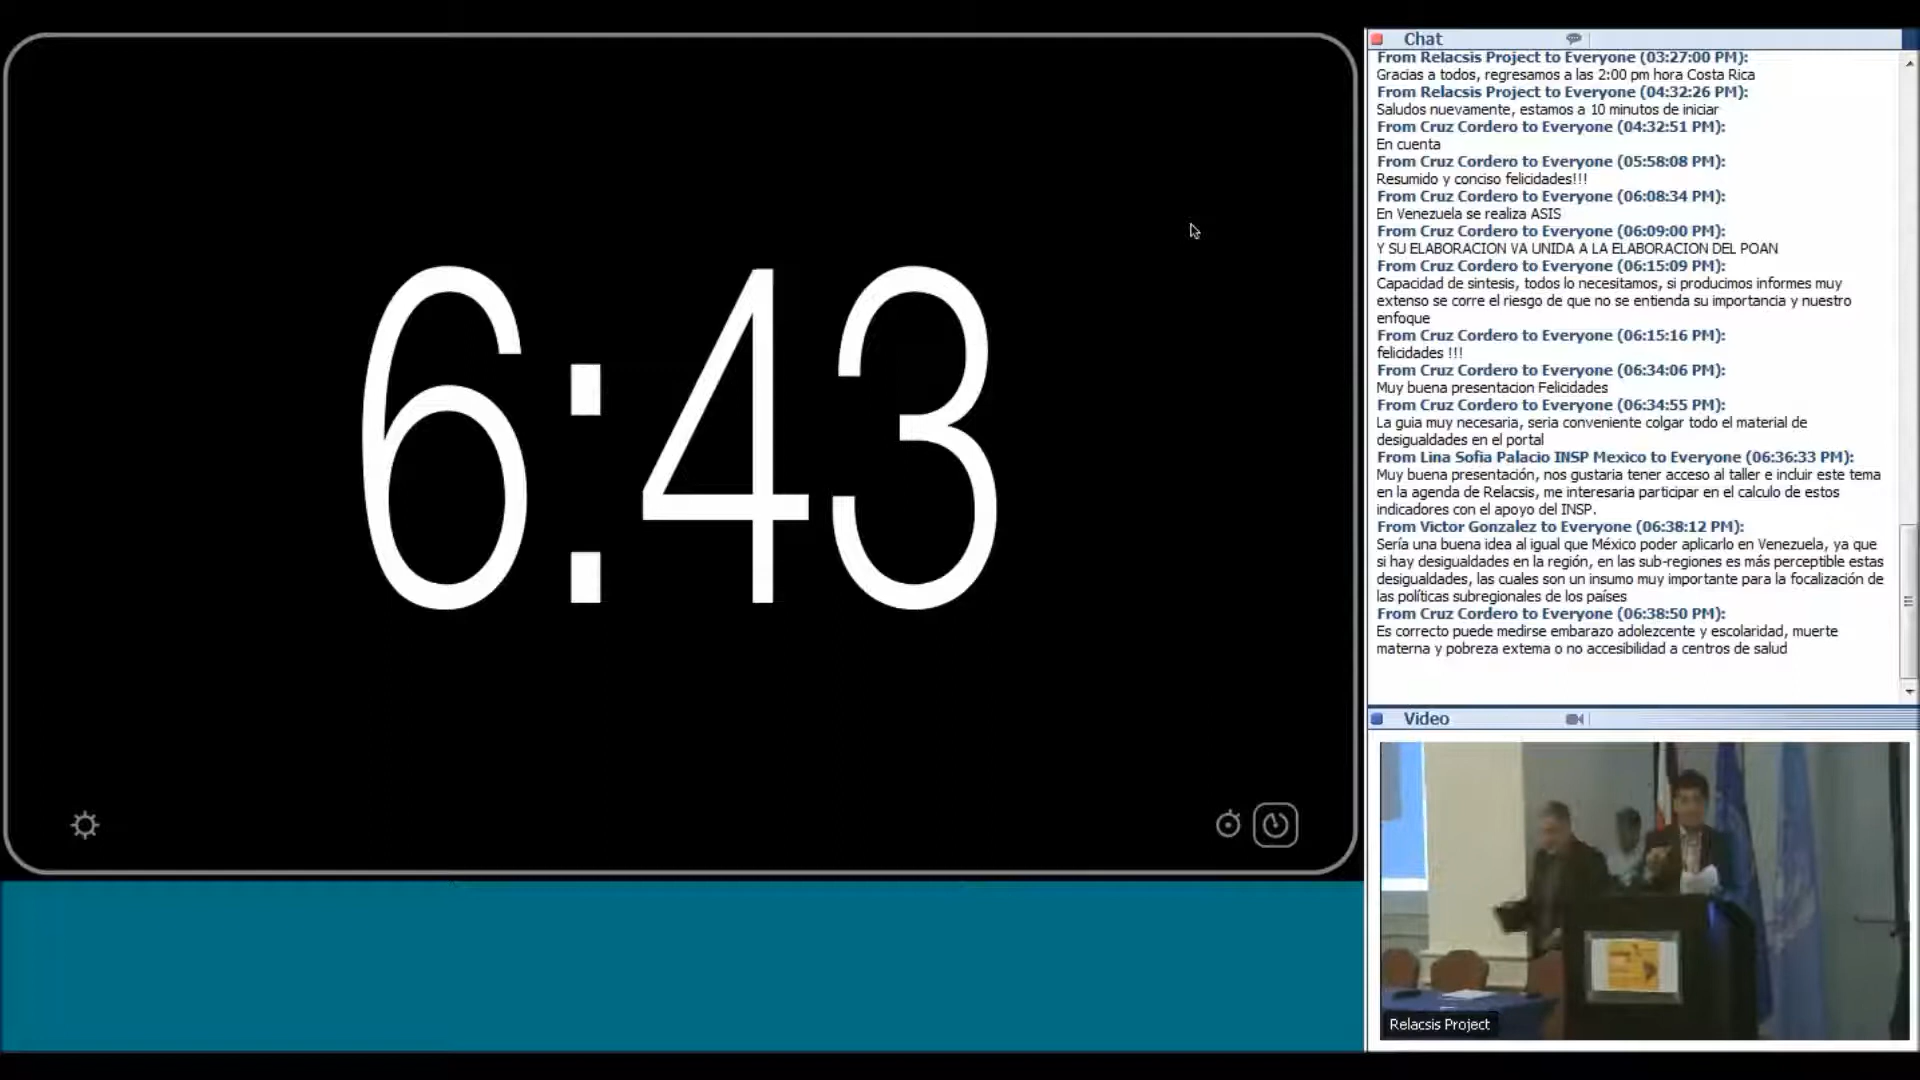 6:43
Chat
From Relacsis Project to Everyone (03:27:00 PM):
Gracias a todos, regresamos a las 2:00 pm hora Costa Rica
From Relacsis Project to Everyone (04:32:26 PM):
Saludos nuevamente, estamos a 10 minutos de iniciar
From Cruz Cordero to Everyone (04:32:51 PM):
En cuenta
From Cruz Cordero to Everyone (05:58:08 PM):
Resumido y conciso felicidades!!!
From Cruz Cordero to Everyone (06:08:34 PM):
En Venezuela se realiza ASIS
From Cruz Cordero to Everyone (06:09:00 PM):
Y SU ELABORACION VA UNIDA A LA ELABORACION DEL POAN
From Cruz Cordero to Everyone (06:15:09 PM):
Capacidad de sintesis, todos lo necesitamos, si producimos informes muy
extenso se corre el riesgo de que no se entienda su importancia y nuestro
enfoque
From Cruz Cordero to Everyone (06:15:16 PM):
felicidades !!!
From Cruz Cordero to Everyone (06:34:06 PM):
Muy buena presentacion Felicidades
From Cruz Cordero to Everyone (06:34:55 PM):
La guia muy necesaria, seria conveniente colgar todo el material de
desigualdades en el portal
From Lina Sofia Palacio INSP Mexico to Everyone (06:36:33 PM):
Muy buena presentación, nos gustaria tener acceso al taller e incluir este tema
en la agenda de Relacsis, me interesaria participar en el calculo de estos
indicadores con el apoyo del INSP.
From Victor Gonzalez to Everyone (06:38:12 PM):
Sería una buena idea al igual que México poder aplicarlo en Venezuela, ya que
si hay desigualdades en la región, en las sub-regiones es más perceptible estas
desigualdades, las cuales son un insumo muy importante para la focalización de
las políticas subregionales de los países
From Cruz Cordero to Everyone (06:38:50 PM):
Es correcto puede medirse embarazo adolezcente y escolaridad, muerte
materna y pobreza extema o no accesibilidad a centros de salud
Video
Relacsis Project